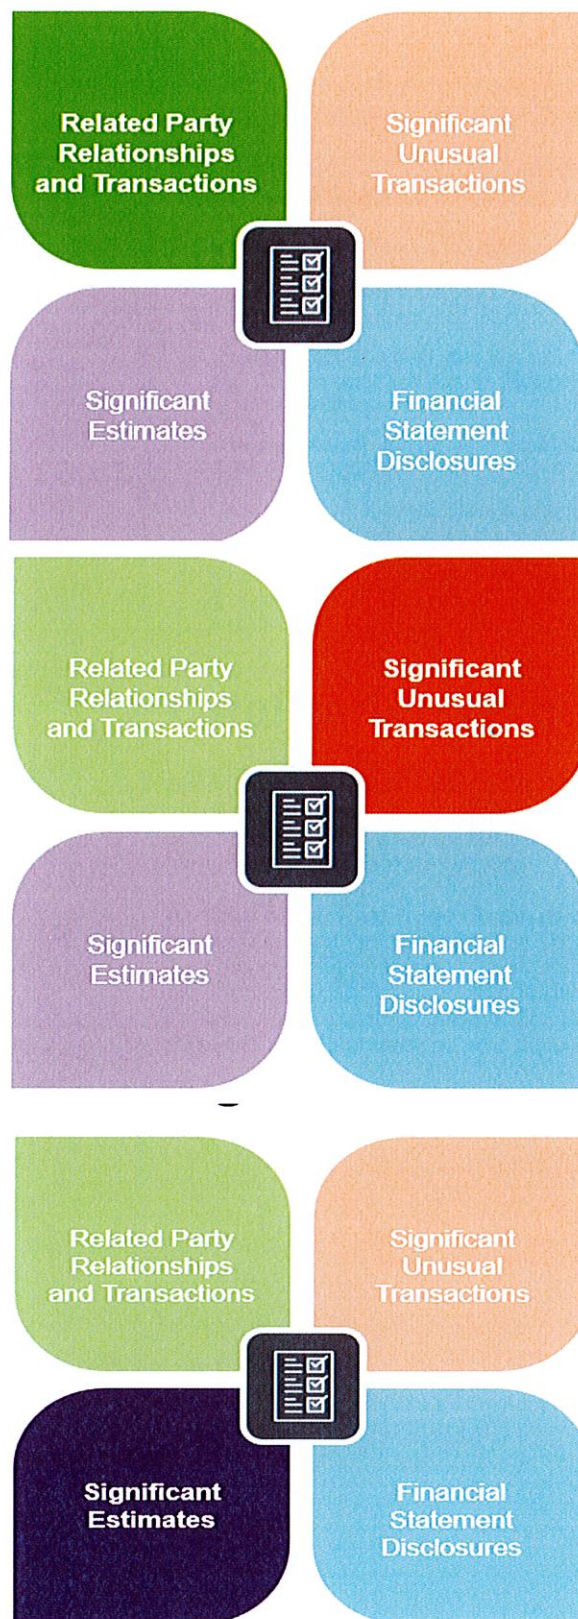 Related Party
Relationships
and Transactions
Significant
Unusual
Transactions
Significant
Estimates
Financial
Statement
Disclosures
Related Party
Relationships
and Transactions
Significant
Unusual
Transactions
Significant
Estimates
Financial
Statement
Disclosures
Related Party
Relationships
and Transactions
Significant
Unusual
Transactions
Significant
Estimates
Financial
Statement
Disclosures